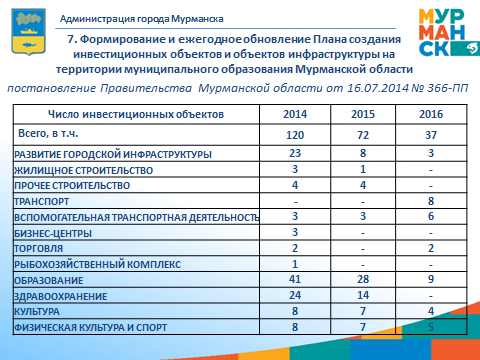 Администрация города Мурманска
МУР
МАН
СК
7. Формирование и ежегодное обновление Плана создания
инвестиционных объектов и объектов инфраструктуры на
территории муниципального образования Мурманской области
постановление Правительства Мурманской области от 16.07.2014 № 366-ПП
Число инвестиционных объектов 2014 2015 2016
Всего, в т.ч. 120 72 37
РАЗВИТИЕ ГОРОДСКОЙ ИНФРАСТРУКТУРЫ 23 8 3
ЖИЛИЩНОЕ СТРОИТЕЛЬСТВО 3 1 -
ПРОЧЕЕ СТРОИТЕЛЬСТВО 4 4 -
ТРАНСПОРТ - - 8
ВСПОМОГАТЕЛЬНАЯ ТРАНСПОРТНАЯ ДЕЯТЕЛЬНОСТЬ 3 3 6
БИЗНЕС-ЦЕНТРЫ 3 - -
ТОРГОВЛЯ 2 - 2
РЫБОХОЗЯЙСТВЕННЫЙ КОМПЛЕКС 1 - -
ОБРАЗОВАНИЕ 41 28 9
ЗДРАВООХРАНЕНИЕ 24 14 -
КУЛЬТУРА 8 7 4
ФИЗИЧЕСКАЯ КУЛЬТУРА И СПОРТ 8 7 5